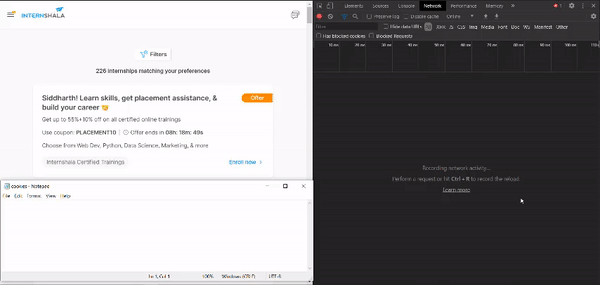 INTERNSHALA
Filters
226 internships matching your preferences
Siddharth! Learn skills, get placement assistance, &
build your career 🤝
Offer
Get up to 55%+10% off on all certified online trainings
Use coupon: PLACEMENT10 | Offer ends in 08h: 16m: 49s
Choose from Web Dev, Python, Data Science, Marketing, & more
Internshala Certified Trainings
Enroll now
cookies - Notepad
File Edit Format View Help
Ln 1, Col 1 100% Windows (CRLF) UTF-8
Elements Sources Console Network Performance Memory
Preserve log Disable cache Online
Filter Hide data URLs All XHR JS CSS Img Media Font Doc WS Manifest Other
Has blocked cookies Blocked Requests
10 ms 20 ms 30 ms 40 ms 50 ms 60 ms 70 ms 80 ms 90 ms 100 ms
Recording network activity...
Perform a request or hit Ctrl + R to record the reload.
Learn more